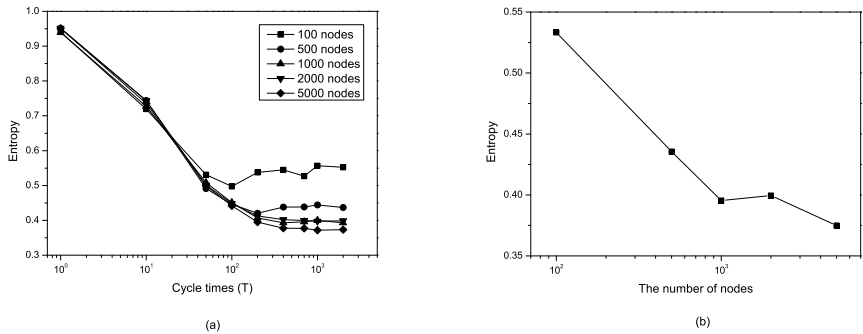 1.0
0.9
0.8
0.7
0.6
0.5
0.4
0.3
Entropy
100 nodes
500 nodes
1000 nodes
2000 nodes
5000 nodes
10^0
10^1
10^2
10^3
Cycle times (T)
(a)
0.55
0.50
0.45
0.40
0.35
Entropy
10^2
10^3
The number of nodes
(b)